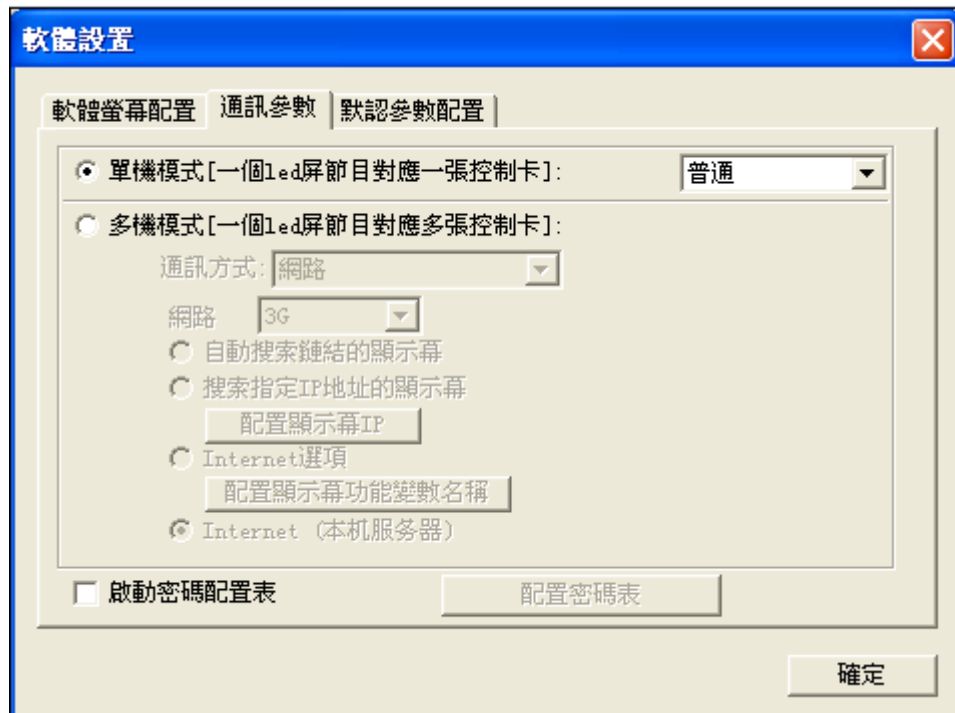 軟體設置
軟體螢幕配置 通訊參數 默認參數配置
單機模式[一個led屏節目對應一張控制卡]: 普通
多機模式[一個led屏節目對應多張控制卡]:
通訊方式: 網路
網路 3G
自動搜索鏈結的顯示幕
搜索指定IP地址的顯示幕
配置顯示幕IP
Internet選項
配置顯示幕功能變數名稱
Internet (本机服务器)
啟動密碼配置表 配置密碼表
確定